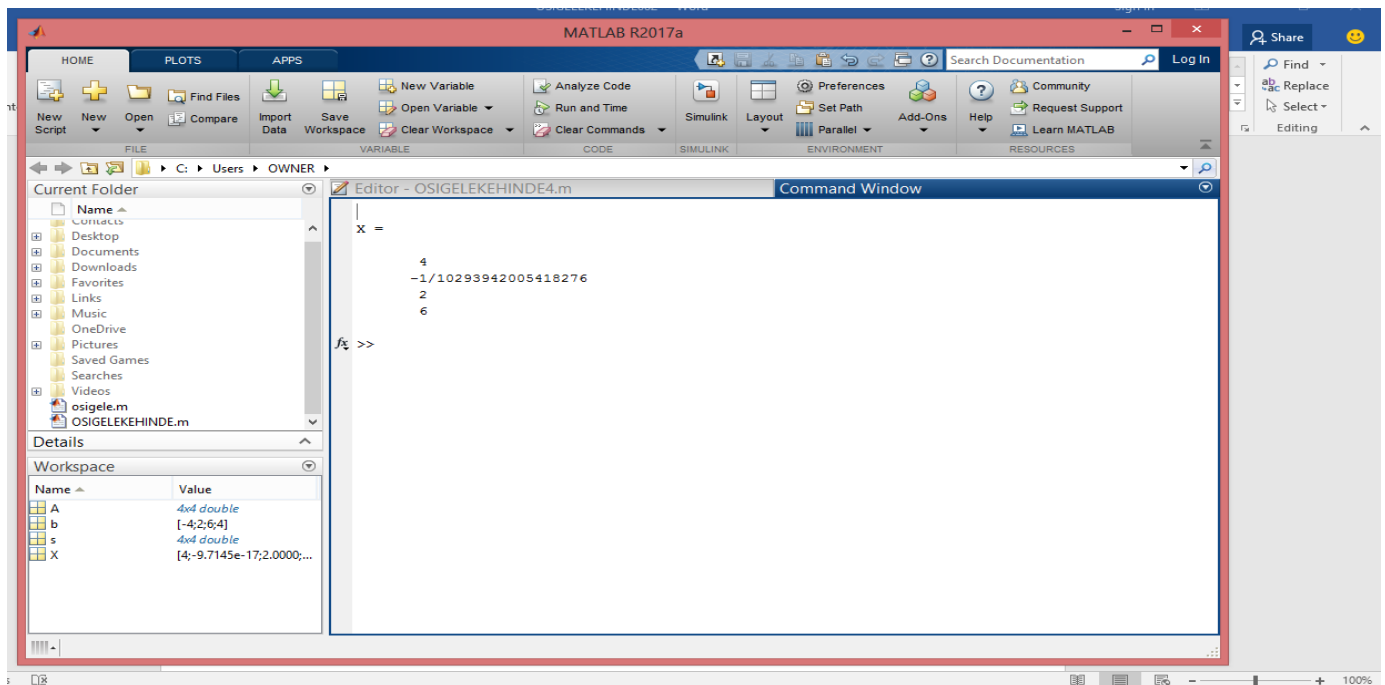 MATLAB R2017a
Share
HOME PLOTS APPS
Search Documentation
Log In
New Script
New
Open
Find Files
Compare
Import Data
Save Workspace
New Variable
Open Variable
Clear Workspace
Analyze Code
Run and Time
Clear Commands
Simulink
Layout
Preferences
Set Path
Parallel
Add-Ons
Help
Community
Request Support
Learn MATLAB
FILE VARIABLE CODE SIMULINK ENVIRONMENT RESOURCES
Find
Replace
Select
Editing
C: Users OWNER
Current Folder
Name
Contacts
Desktop
Documents
Downloads
Favorites
Links
Music
OneDrive
Pictures
Saved Games
Searches
Videos
osigele.m
OSIGELEKEHINDE.m
Details
Workspace
Name Value
A 4x4 double
b [-4;2;6;4]
s 4x4 double
X [4;-9.7145e-17;2.0000;...
Editor - OSIGELEKEHINDE4.m
Command Window
X =
4
-1/10293942005418276
2
6
fx >>
100%